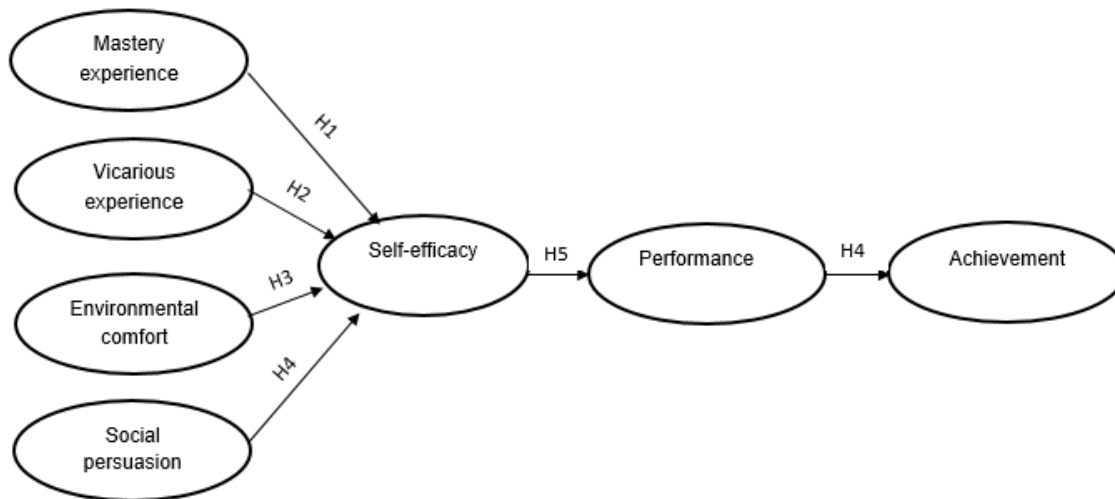 Mastery
experience
H1
Vicarious
experience
H2
Self-efficacy
H5
Performance
H4
Achievement
Environmental
comfort
H3
Social
persuasion
H4